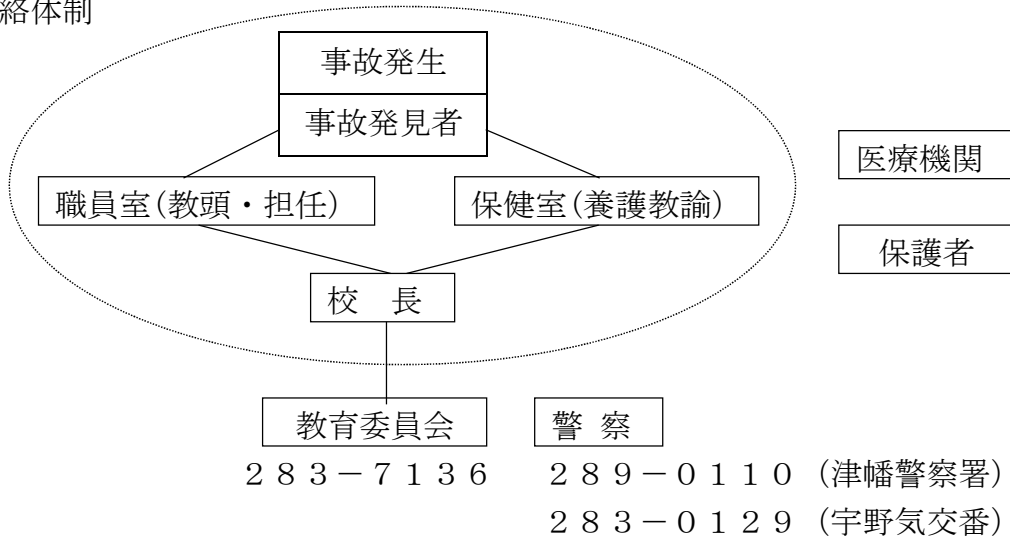 絡体制
事故発生
事故発見者
医療機関
職員室(教頭・担任)
保健室(養護教諭)
保護者
校　長
教育委員会
警 察
２８３－７１３６
２８９－０１１０ (津幡警察署)
２８３－０１２９ (宇野気交番)